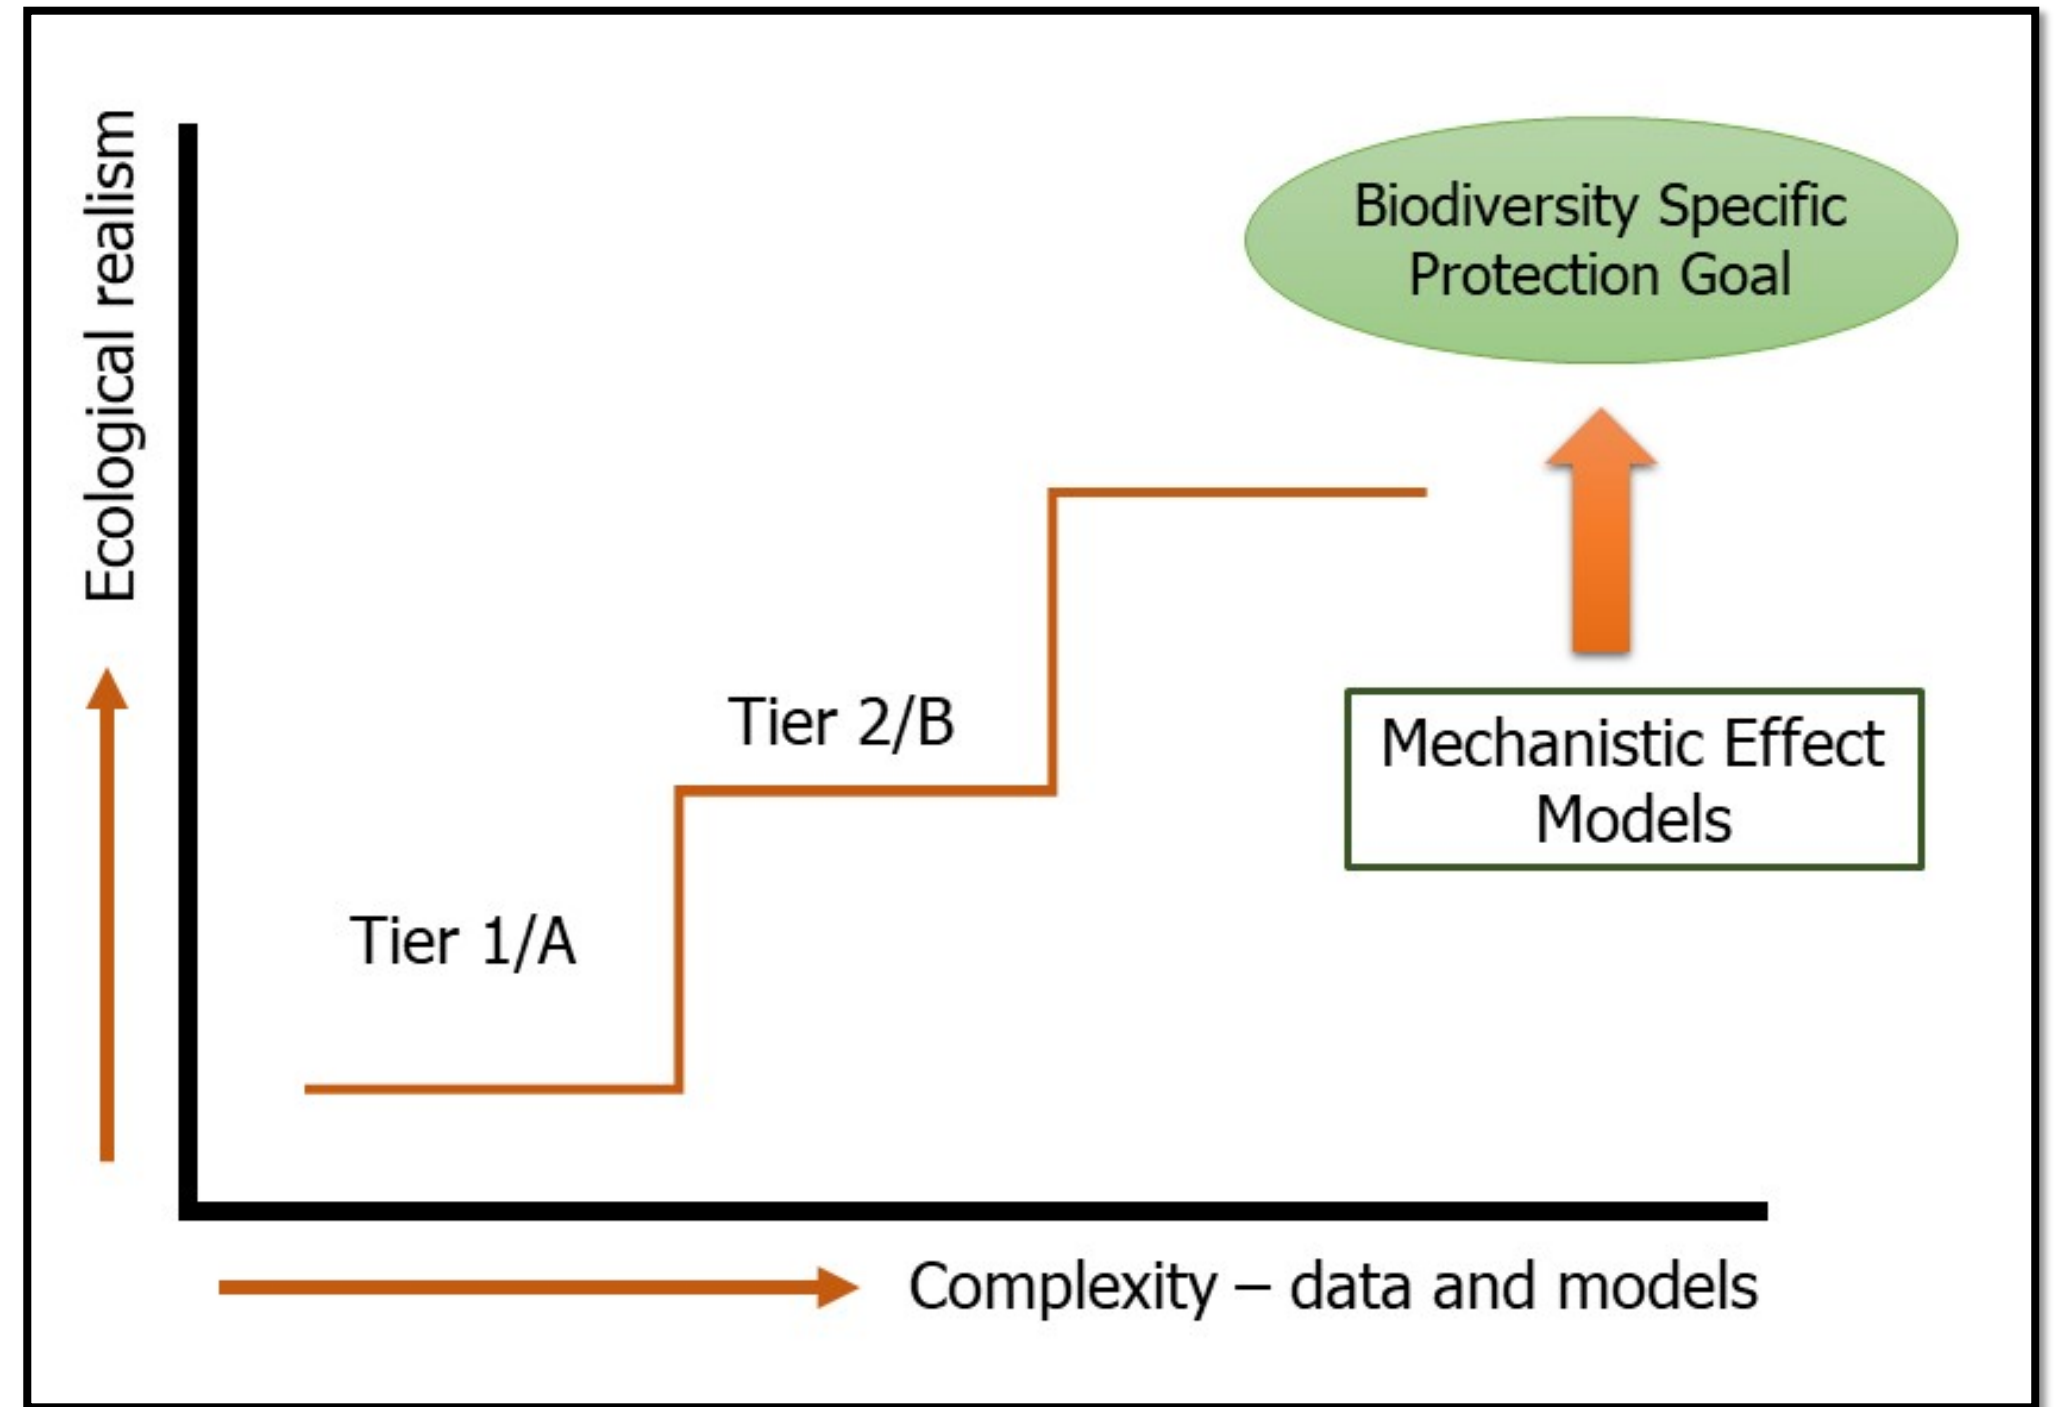 Ecological realism
Biodiversity Specific
Protection Goal
Tier 2/B
Mechanistic Effect
Models
Tier 1/A
Complexity – data and models